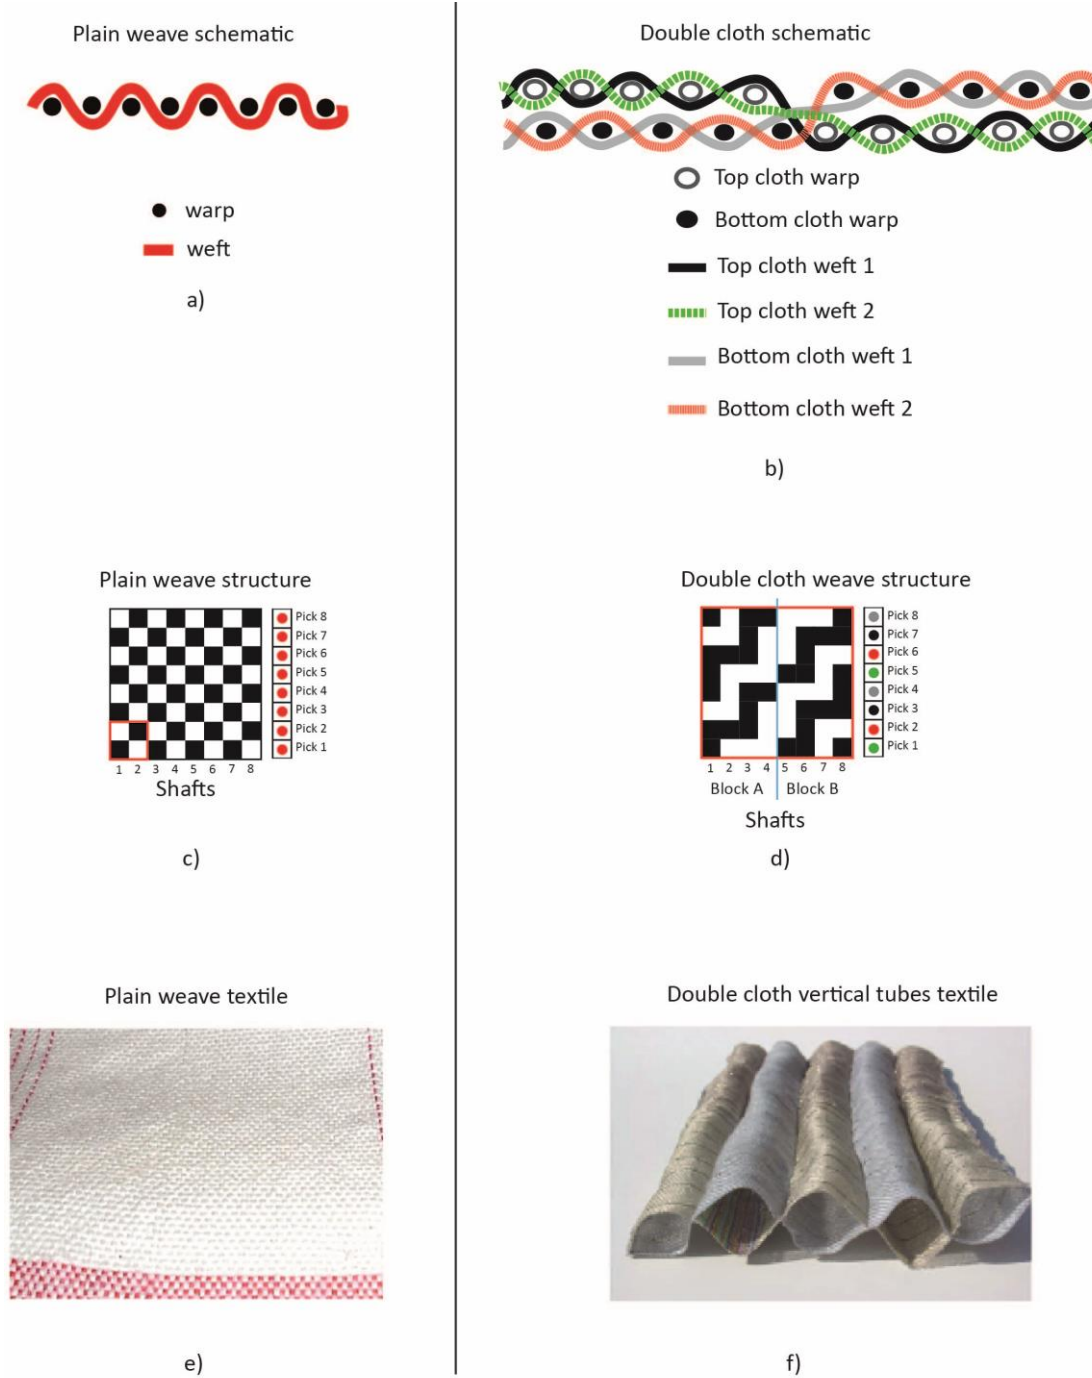 Plain weave schematic
warp
weft
a)
Double cloth schematic
Top cloth warp
Bottom cloth warp
Top cloth weft 1
Top cloth weft 2
Bottom cloth weft 1
Bottom cloth weft 2
b)
Plain weave structure
Pick 8
Pick 7
Pick 6
Pick 5
Pick 4
Pick 3
Pick 2
Pick 1
1 2 3 4 5 6 7 8
Shafts
c)
Double cloth weave structure
Pick 8
Pick 7
Pick 6
Pick 5
Pick 4
Pick 3
Pick 2
Pick 1
1 2 3 4 5 6 7 8
Block A Block B
Shafts
d)
Plain weave textile
e)
Double cloth vertical tubes textile
f)